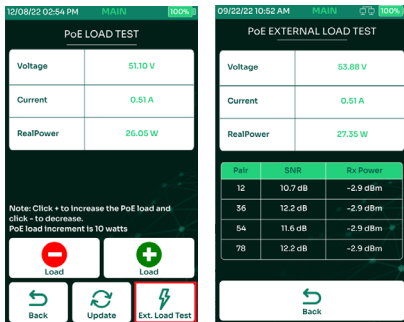 12/08/22 02:54 PM MAIN 100%
PoE LOAD TEST
Voltage 51.10 V
Current 0.51 A
RealPower 26.05 W
Note: Click + to increase the PoE load and
click - to decrease.
PoE load increment is 10 watts
Load Load
Back Update Ext. Load Test
09/22/22 10:52 AM MAIN 100%
PoE EXTERNAL LOAD TEST
Voltage 53.88 V
Current 0.51 A
RealPower 27.35 W
Pair SNR Rx Power
12 10.7 dB -2.9 dBm
36 12.2 dB -2.9 dBm
54 11.6 dB -2.9 dBm
78 12.2 dB -2.9 dBm
Back